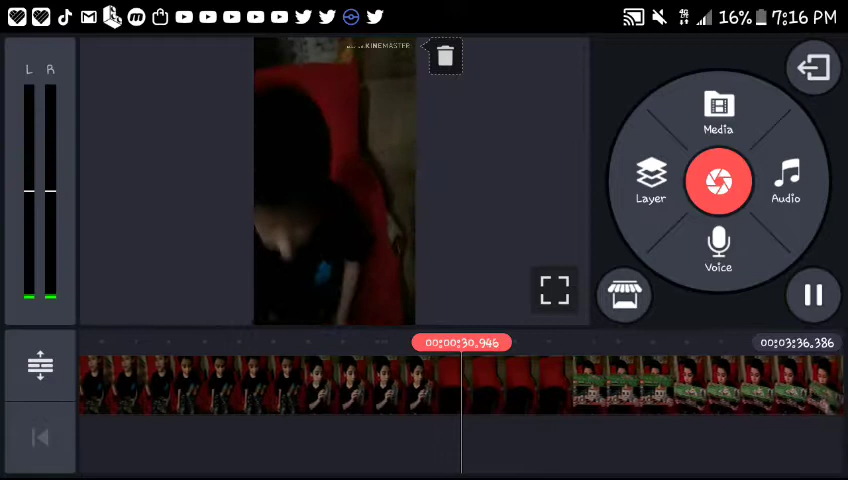 16% 7:16 PM
L R
KINEMASTER
Media
Layer
Audio
Voice
00:00:30.946
00:03:36.386